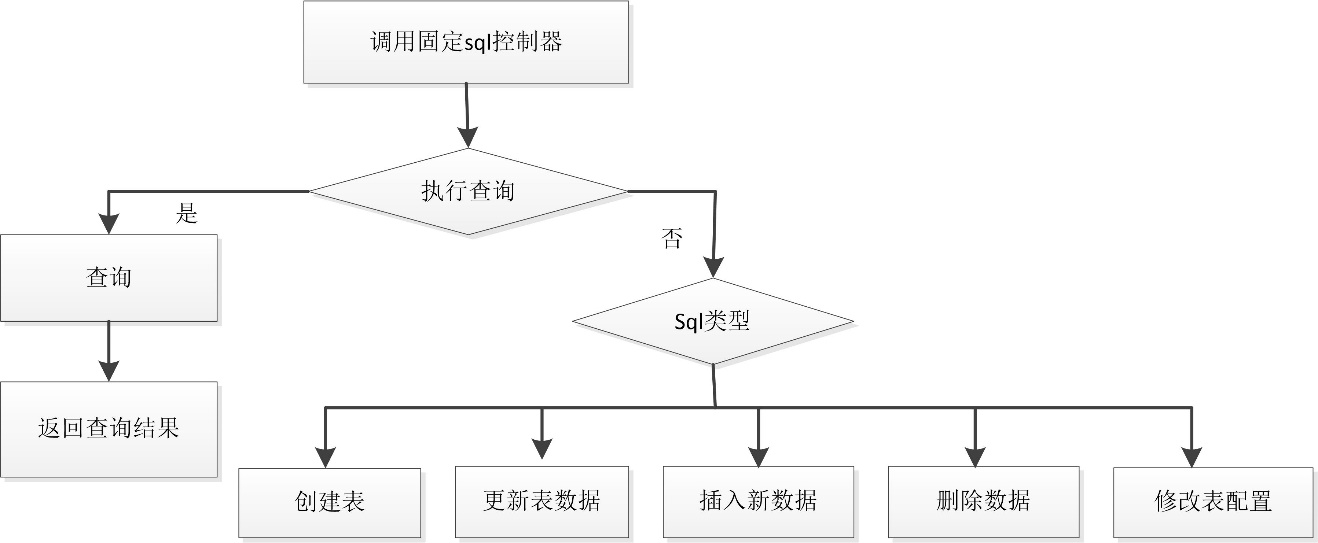 调用固定sql控制器
执行查询
是
否
查询
Sql类型
返回查询结果
创建表
更新表数据
插入新数据
删除数据
修改表配置